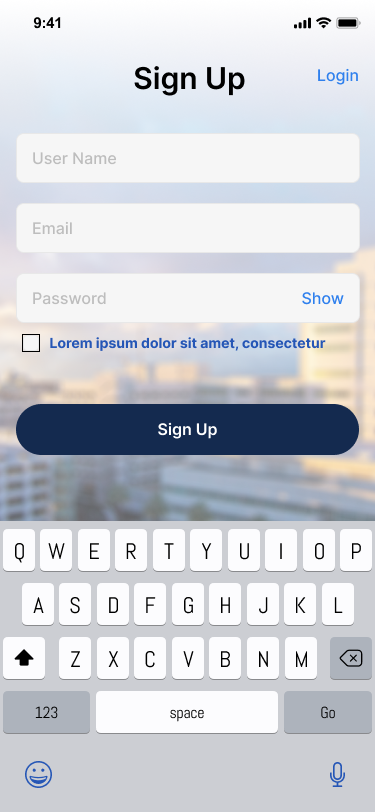 9:41
Sign Up
Login
User Name
Email
Password
Show
Lorem ipsum dolor sit amet, consectetur
Sign Up
Q W E R T Y U I O P
A S D F G H J K L
Z X C V B N M
123 space Go